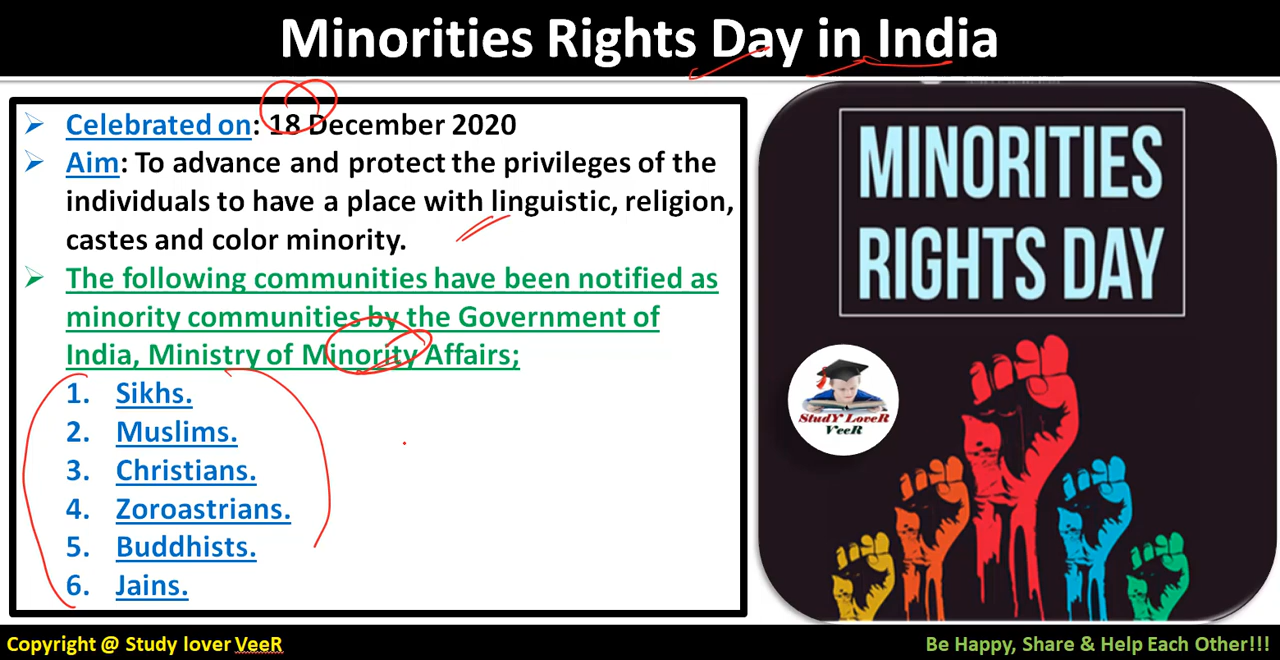 Minorities Rights Day in India
Celebrated on: 18 December 2020
Aim: To advance and protect the privileges of the
individuals to have a place with linguistic, religion,
castes and color minority.
The following communities have been notified as
minority communities by the Government of
India, Ministry of Minority Affairs;
1. Sikhs.
2. Muslims.
3. Christians.
4. Zoroastrians.
5. Buddhists.
6. Jains.
MINORITIES
RIGHTS DAY
StudY LoveR
VeeR
Copyright @ Study lover VeeR
Be Happy, Share & Help Each Other!!!